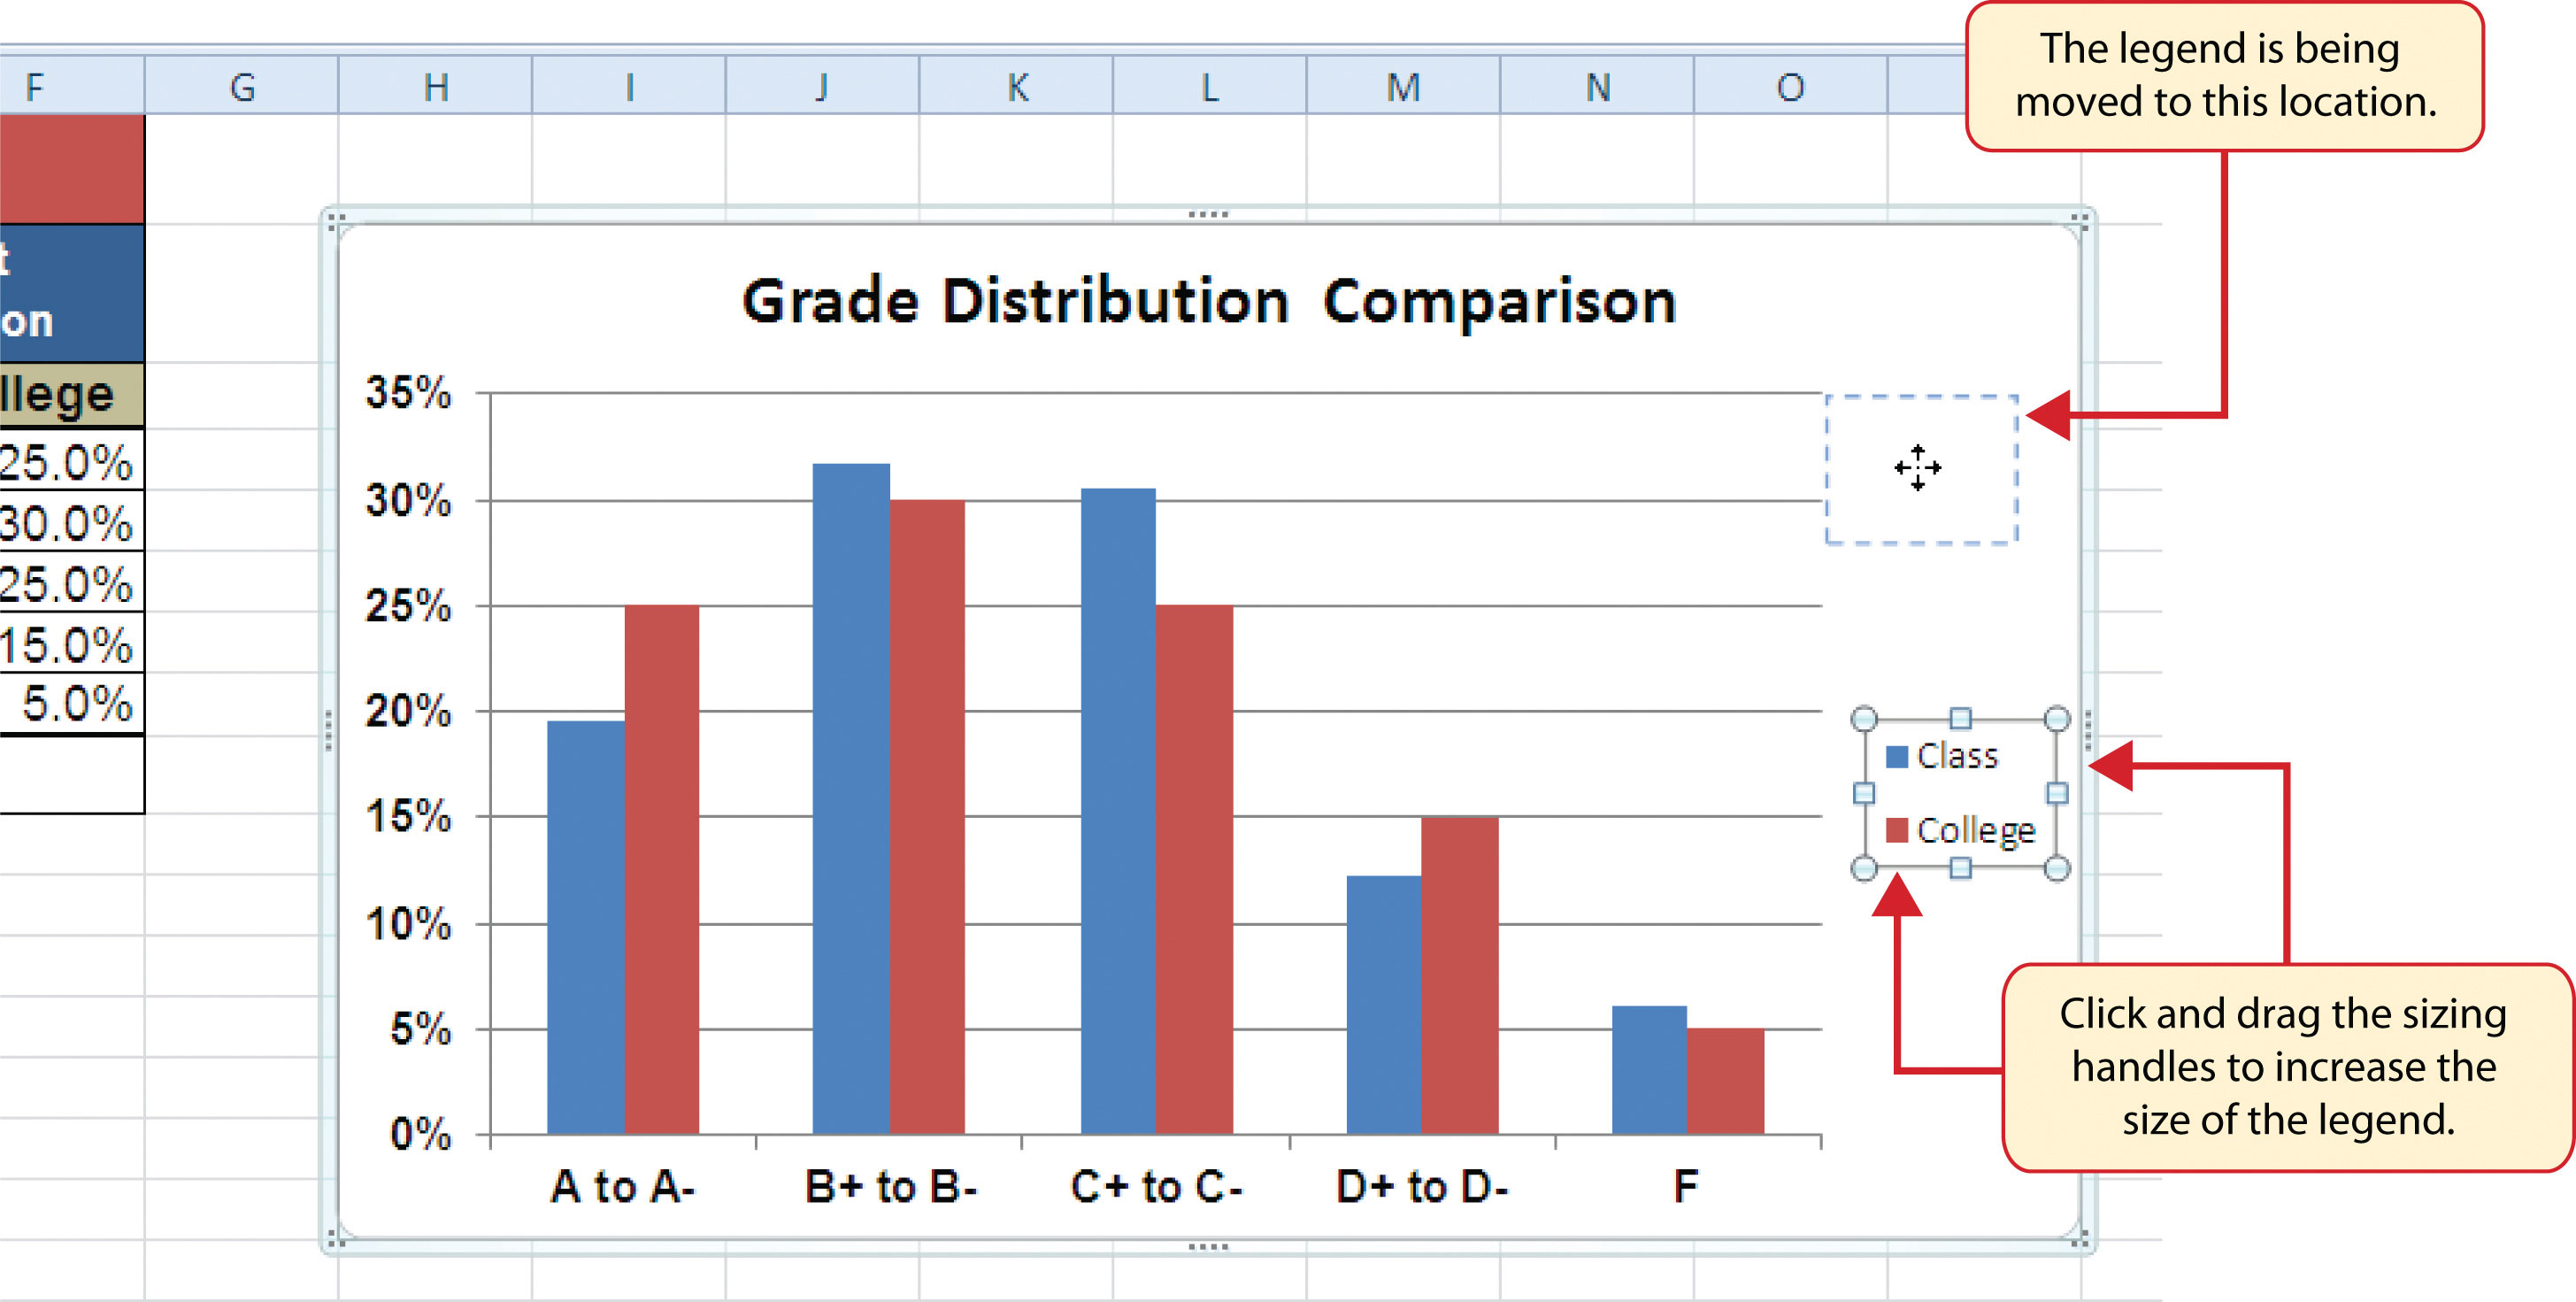 The legend is being
moved to this location.
F G H I J K L M N O
t
on
llege
25.0%
30.0%
25.0%
15.0%
5.0%
Grade Distribution Comparison
35%
30%
25%
20%
15%
10%
5%
0%
A to A- B+ to B- C+ to C- D+ to D- F
Class
College
Click and drag the sizing
handles to increase the
size of the legend.